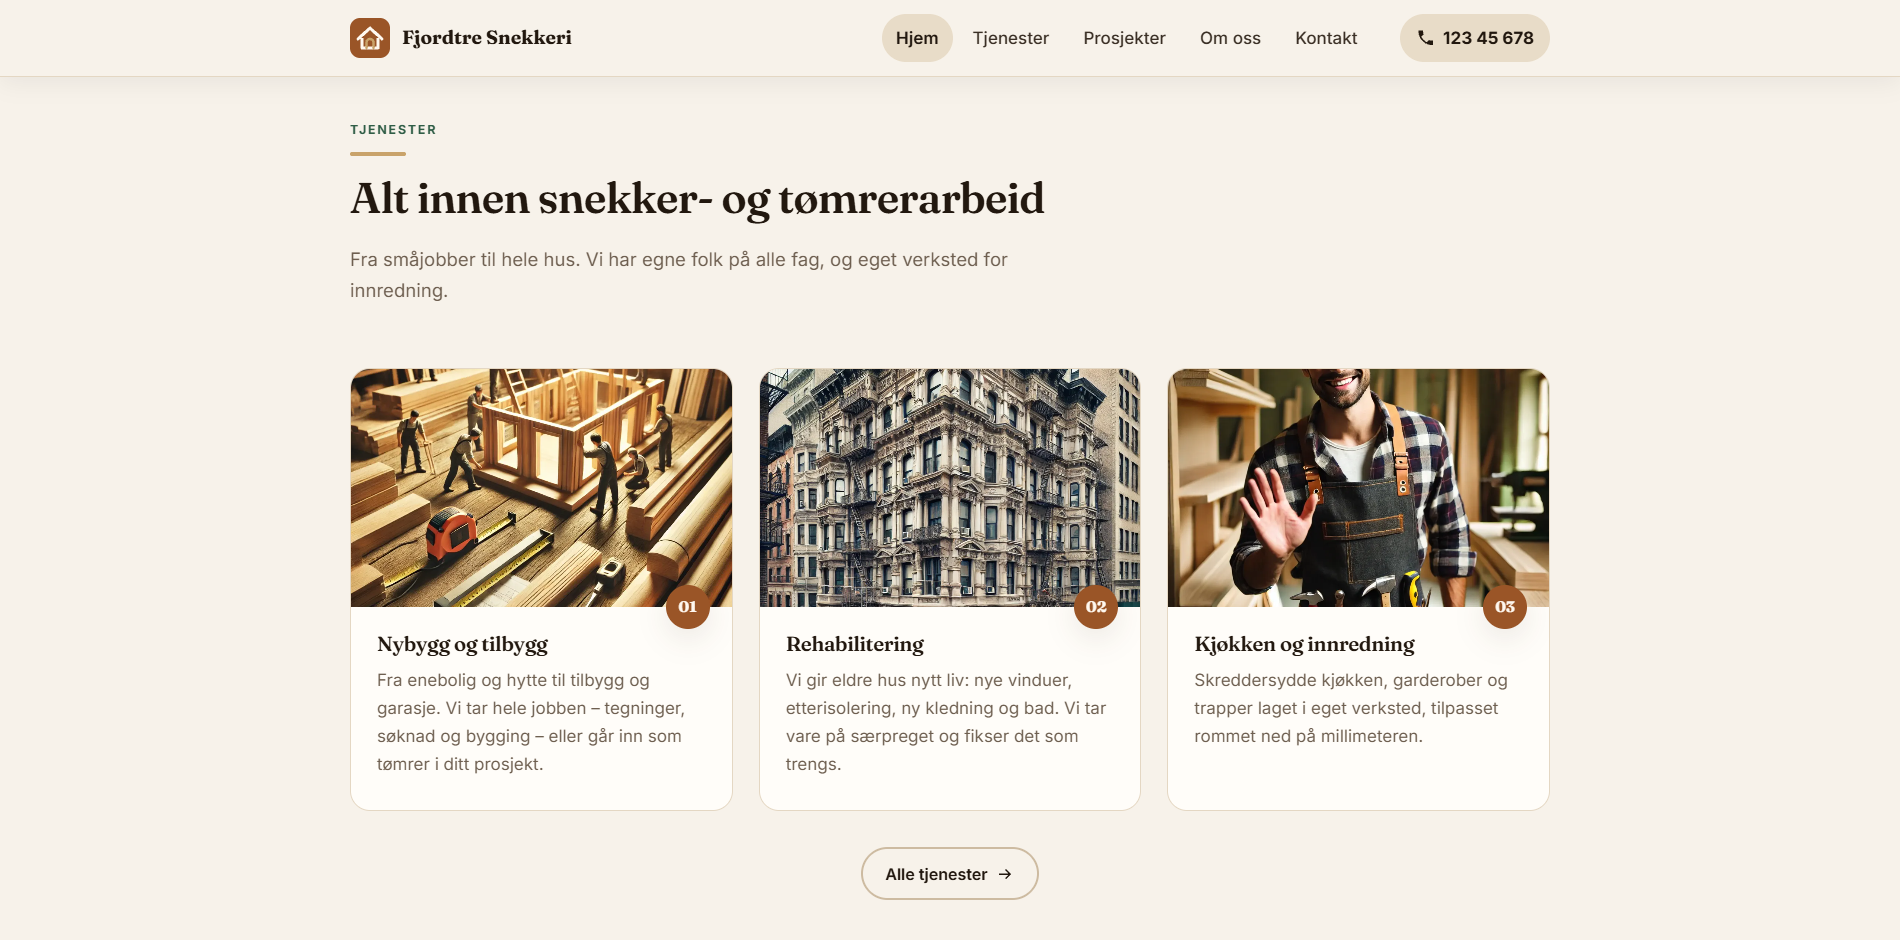 Fjordtre Snekkeri
Hjem
Tjenester
Prosjekter
Om oss
Kontakt
123 45 678
TJENESTER
Alt innen snekker- og tømrerarbeid
Fra småjobber til hele hus. Vi har egne folk på alle fag, og eget verksted for
innredning.
01
Nybygg og tilbygg
Fra enebolig og hytte til tilbygg og
garasje. Vi tar hele jobben – tegninger,
søknad og bygging – eller går inn som
tømrer i ditt prosjekt.
02
Rehabilitering
Vi gir eldre hus nytt liv: nye vinduer,
etterisolering, ny kledning og bad. Vi tar
vare på særpreget og fikser det som
trengs.
03
Kjøkken og innredning
Skreddersydde kjøkken, garderober og
trapper laget i eget verksted, tilpasset
rommet ned på millimeteren.
Alle tjenester →